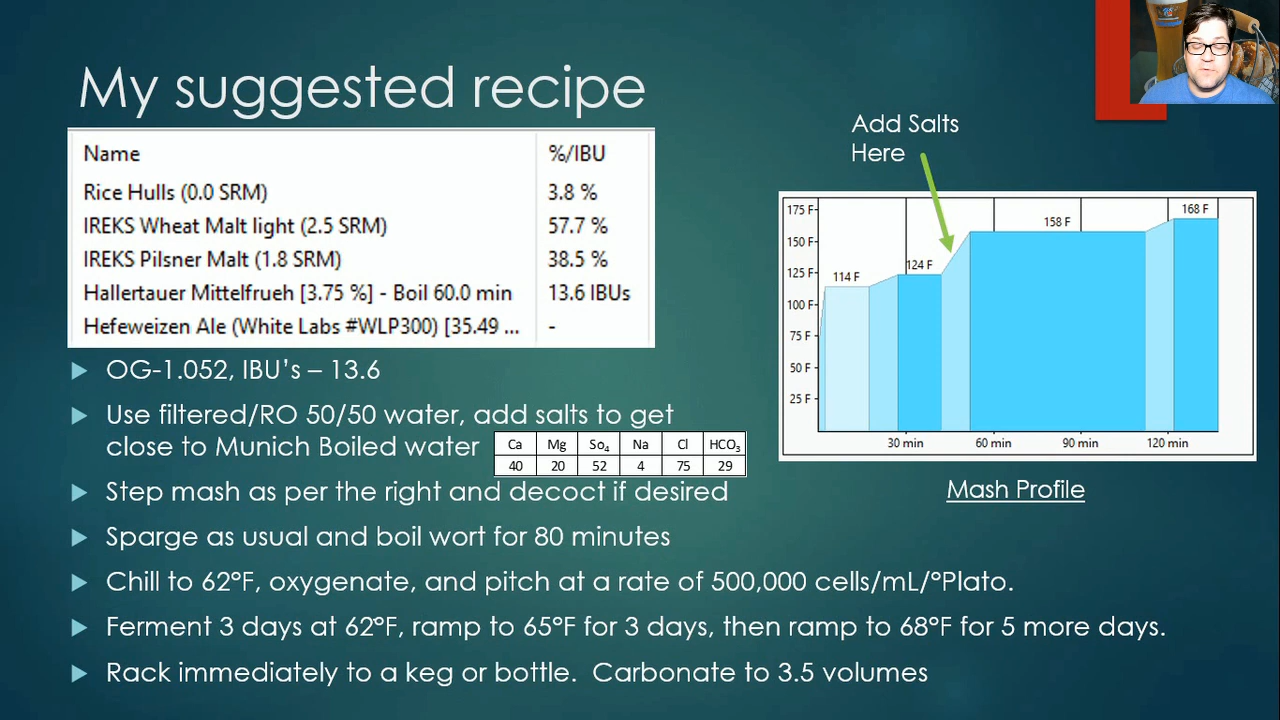 My suggested recipe
Name %/IBU
Rice Hulls (0.0 SRM) 3.8 %
IREKS Wheat Malt light (2.5 SRM) 57.7 %
IREKS Pilsner Malt (1.8 SRM) 38.5 %
Hallertauer Mittelfrueh [3.75 %] - Boil 60.0 min 13.6 IBUs
Hefeweizen Ale (White Labs #WLP300) [35.49 ... -
OG-1.052, IBU's – 13.6
Use filtered/RO 50/50 water, add salts to get
close to Munich Boiled water
Ca Mg So₄ Na Cl HCO₃
40 20 52 4 75 29
Step mash as per the right and decoct if desired
Sparge as usual and boil wort for 80 minutes
Chill to 62°F, oxygenate, and pitch at a rate of 500,000 cells/mL/°Plato.
Ferment 3 days at 62°F, ramp to 65°F for 3 days, then ramp to 68°F for 5 more days.
Rack immediately to a keg or bottle. Carbonate to 3.5 volumes
Add Salts
Here
175 F
150 F
125 F
100 F
75 F
50 F
25 F
114 F
124 F
158 F
168 F
30 min 60 min 90 min 120 min
Mash Profile